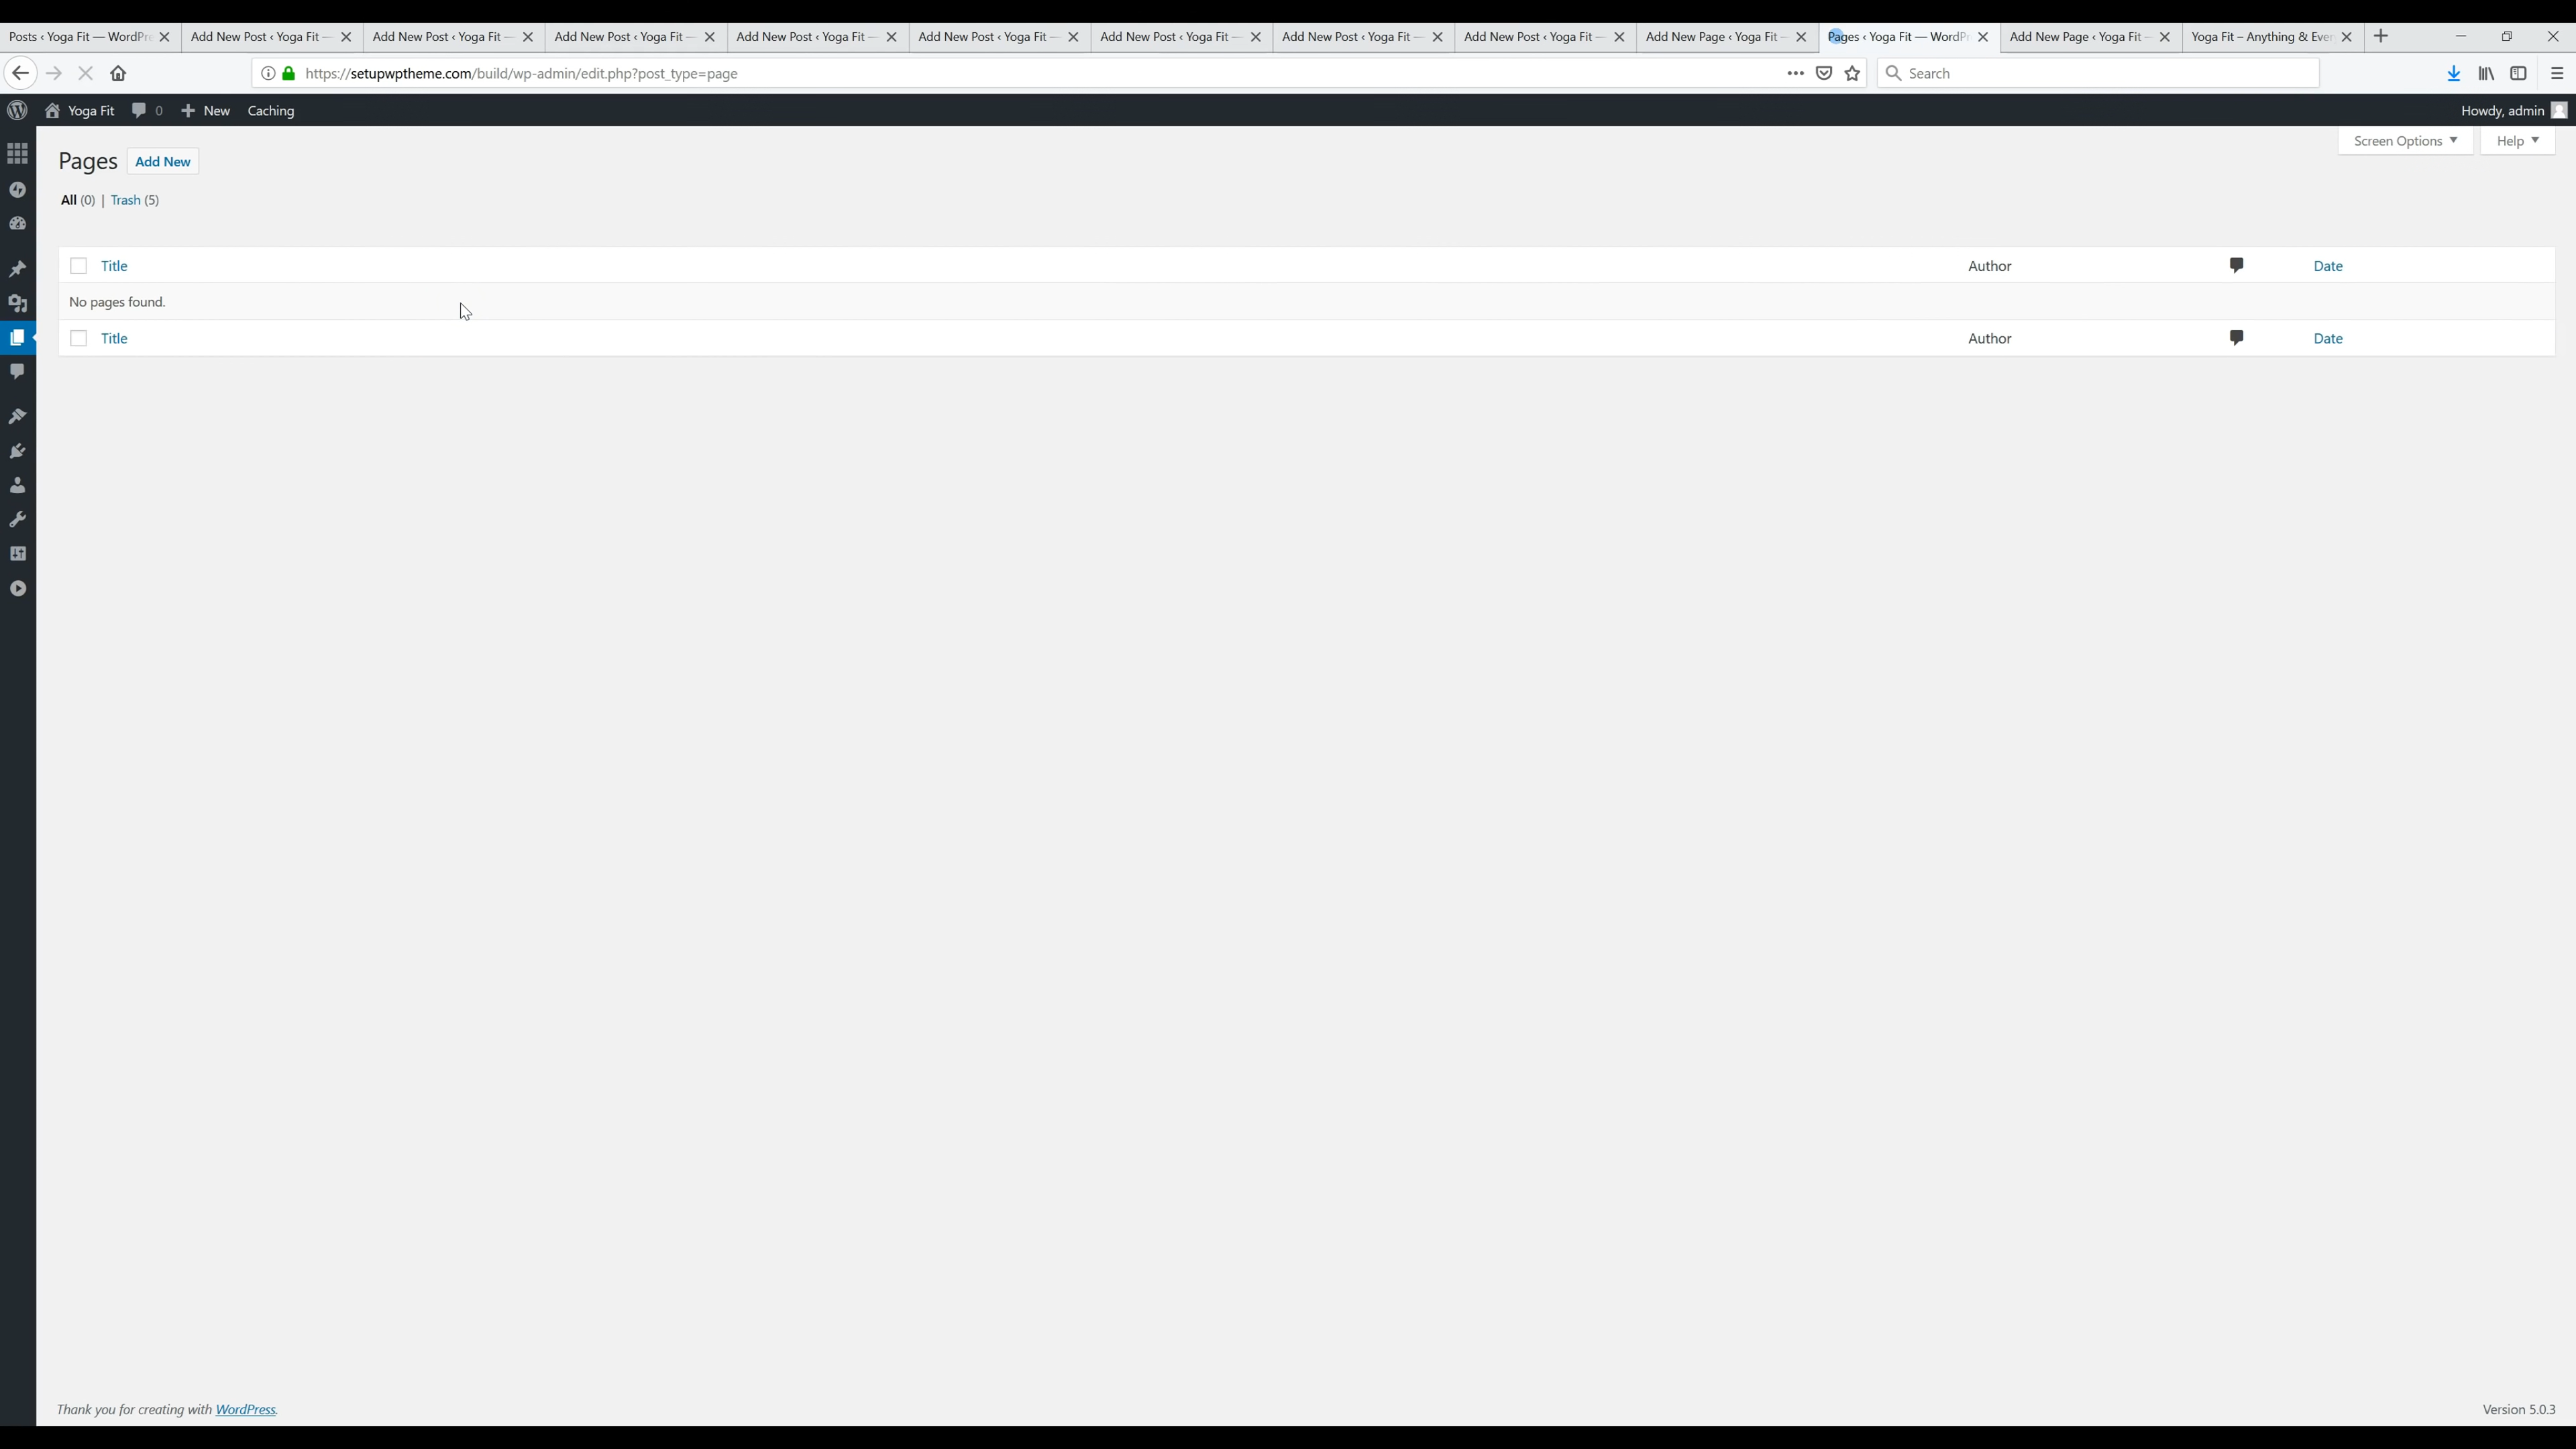 Posts ‹ Yoga Fit — WordPre
Add New Post ‹ Yoga Fit —
Add New Post ‹ Yoga Fit —
Add New Post ‹ Yoga Fit —
Add New Post ‹ Yoga Fit —
Add New Post ‹ Yoga Fit —
Add New Post ‹ Yoga Fit —
Add New Post ‹ Yoga Fit —
Add New Post ‹ Yoga Fit —
Add New Page ‹ Yoga Fit —
Pages ‹ Yoga Fit — WordPr
Add New Page ‹ Yoga Fit —
Yoga Fit – Anything & Ever
https://setupwptheme.com/build/wp-admin/edit.php?post_type=page
Search
Yoga Fit 0 New Caching Howdy, admin
Screen Options Help
Pages Add New
All (0) | Trash (5)
Title Author Date
No pages found.
Title Author Date
Thank you for creating with WordPress. Version 5.0.3